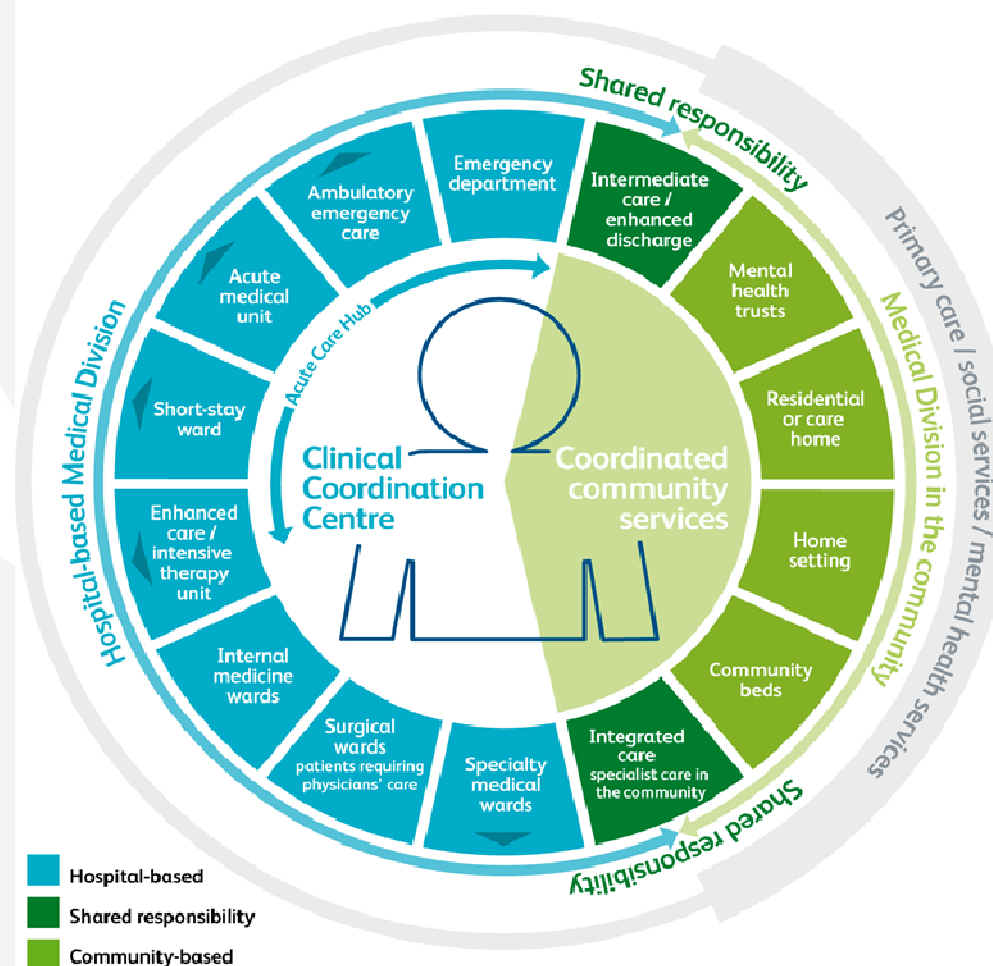 Shared responsibility
Emergency
department
Intermediate
care /
enhanced
discharge
Mental
health
trusts
Residential
or care
home
Home
setting
Community
beds
Integrated
care
specialist care in
the community
Specialty
medical
wards
Surgical
wards
patients requiring
physicians' care
Internal
medicine
wards
Enhanced
care /
intensive
therapy
unit
Short-stay
ward
Acute
medical
unit
Ambulatory
emergency
care
Hospital-based Medical Division
Acute Care Hub
Clinical
Coordination
Centre
Coordinated
community
services
Medical Division in the community
Primary care / social services / mental health services
Shared responsibility
Hospital-based
Shared responsibility
Community-based